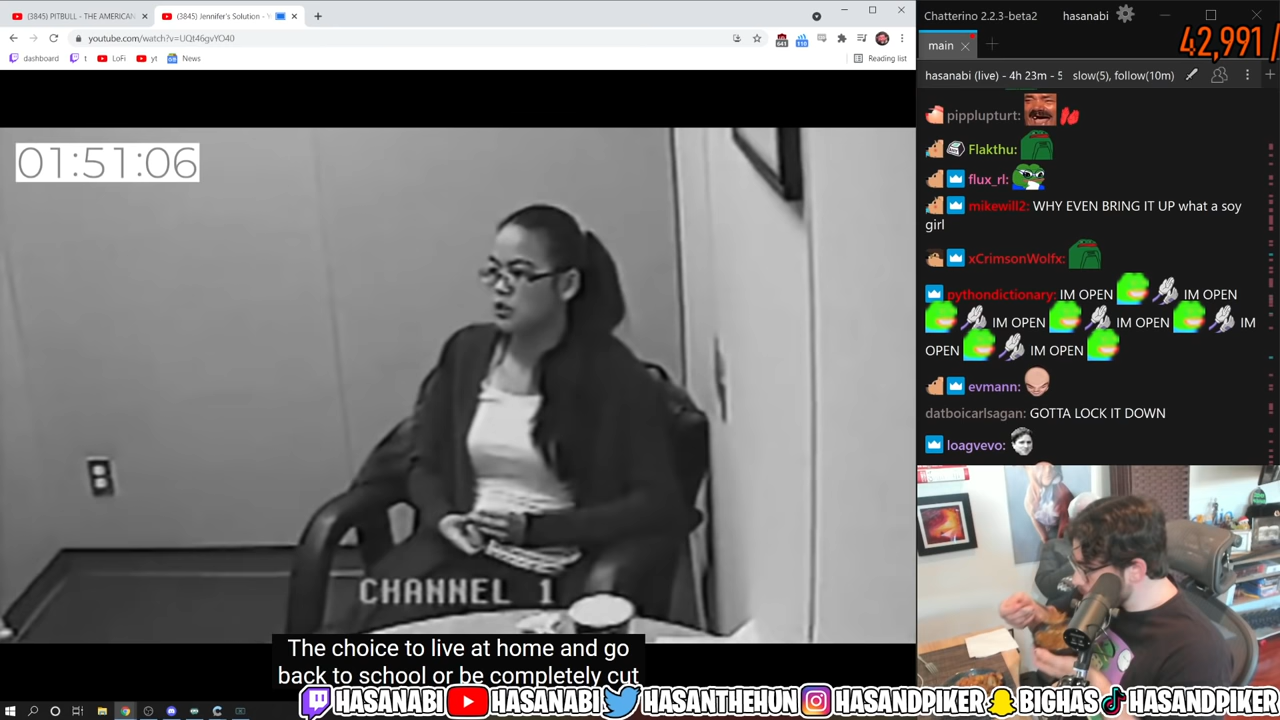 (3845) PITBULL - THE AMERICAN
(3845) Jennifer's Solution -
youtube.com/watch?v=UQt46gvYO40
dashboard
t
LoFi
yt
News
Reading list
01:51:06
CHANNEL 1
The choice to live at home and go
back to school or be completely cut
Chatterino 2.2.3-beta2
hasanabi
42,991 /
main
hasanabi (live) - 4h 23m - 5
slow(5), follow(10m)
pipplupturt:
Flakthu:
flux_rl:
mikewill2: WHY EVEN BRING IT UP what a soy
girl
xCrimsonWolfx:
pythondictionary: IM OPEN IM OPEN
IM OPEN IM OPEN IM
OPEN IM OPEN
evmann:
datboicarlsagan: GOTTA LOCK IT DOWN
loagvevo:
HASANABI HASANABI HASANTHEHUN HASANDPIKER BIGHAS HASANDPIKER